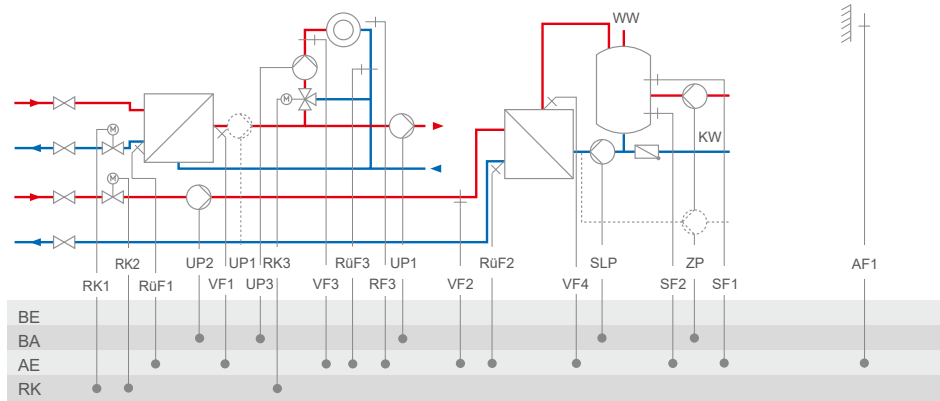 WW
M
KW
M
M
RK2 UP2 UP1 RK3 RüF3 UP1 RüF2 SLP ZP AF1
RK1 RüF1 VF1 UP3 VF3 RF3 VF2 VF4 SF2 SF1
BE
BA
AE
RK